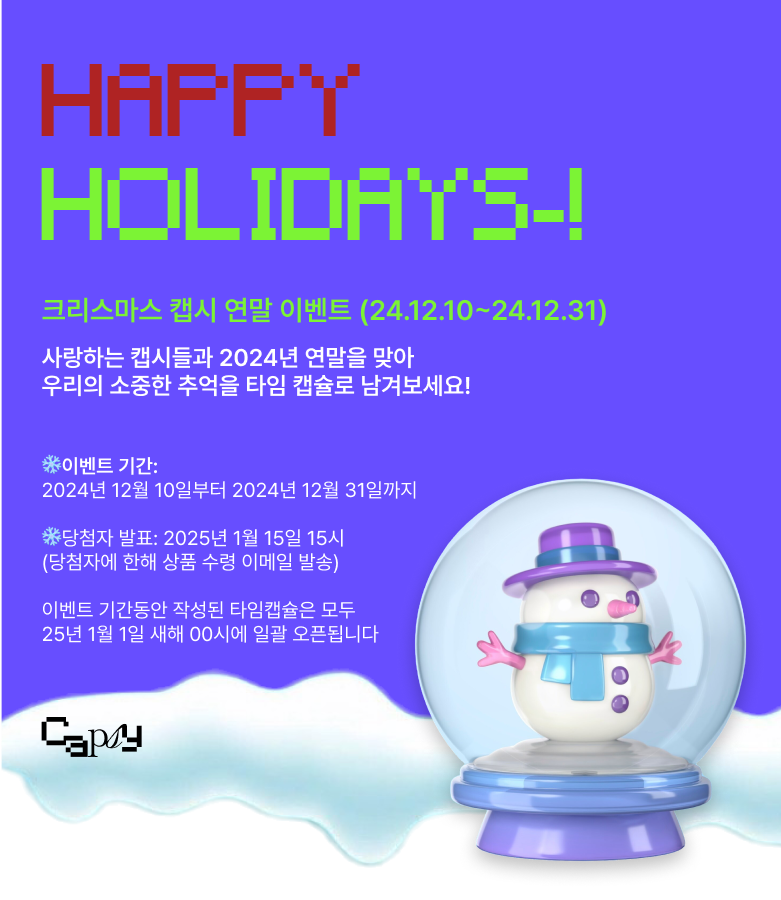 HAPPY
HOLIDAYS~!
크리스마스 캡시 연말 이벤트 (24.12.10~24.12.31)
사랑하는 캡시들과 2024년 연말을 맞아
우리의 소중한 추억을 타임 캡슐로 남겨보세요!
❄이벤트 기간:
2024년 12월 10일부터 2024년 12월 31일까지
❄당첨자 발표: 2025년 1월 15일 15시
(당첨자에 한해 상품 수령 이메일 발송)
이벤트 기간동안 작성된 타임캡슐은 모두
25년 1월 1일 새해 00시에 일괄 오픈됩니다
Capsy